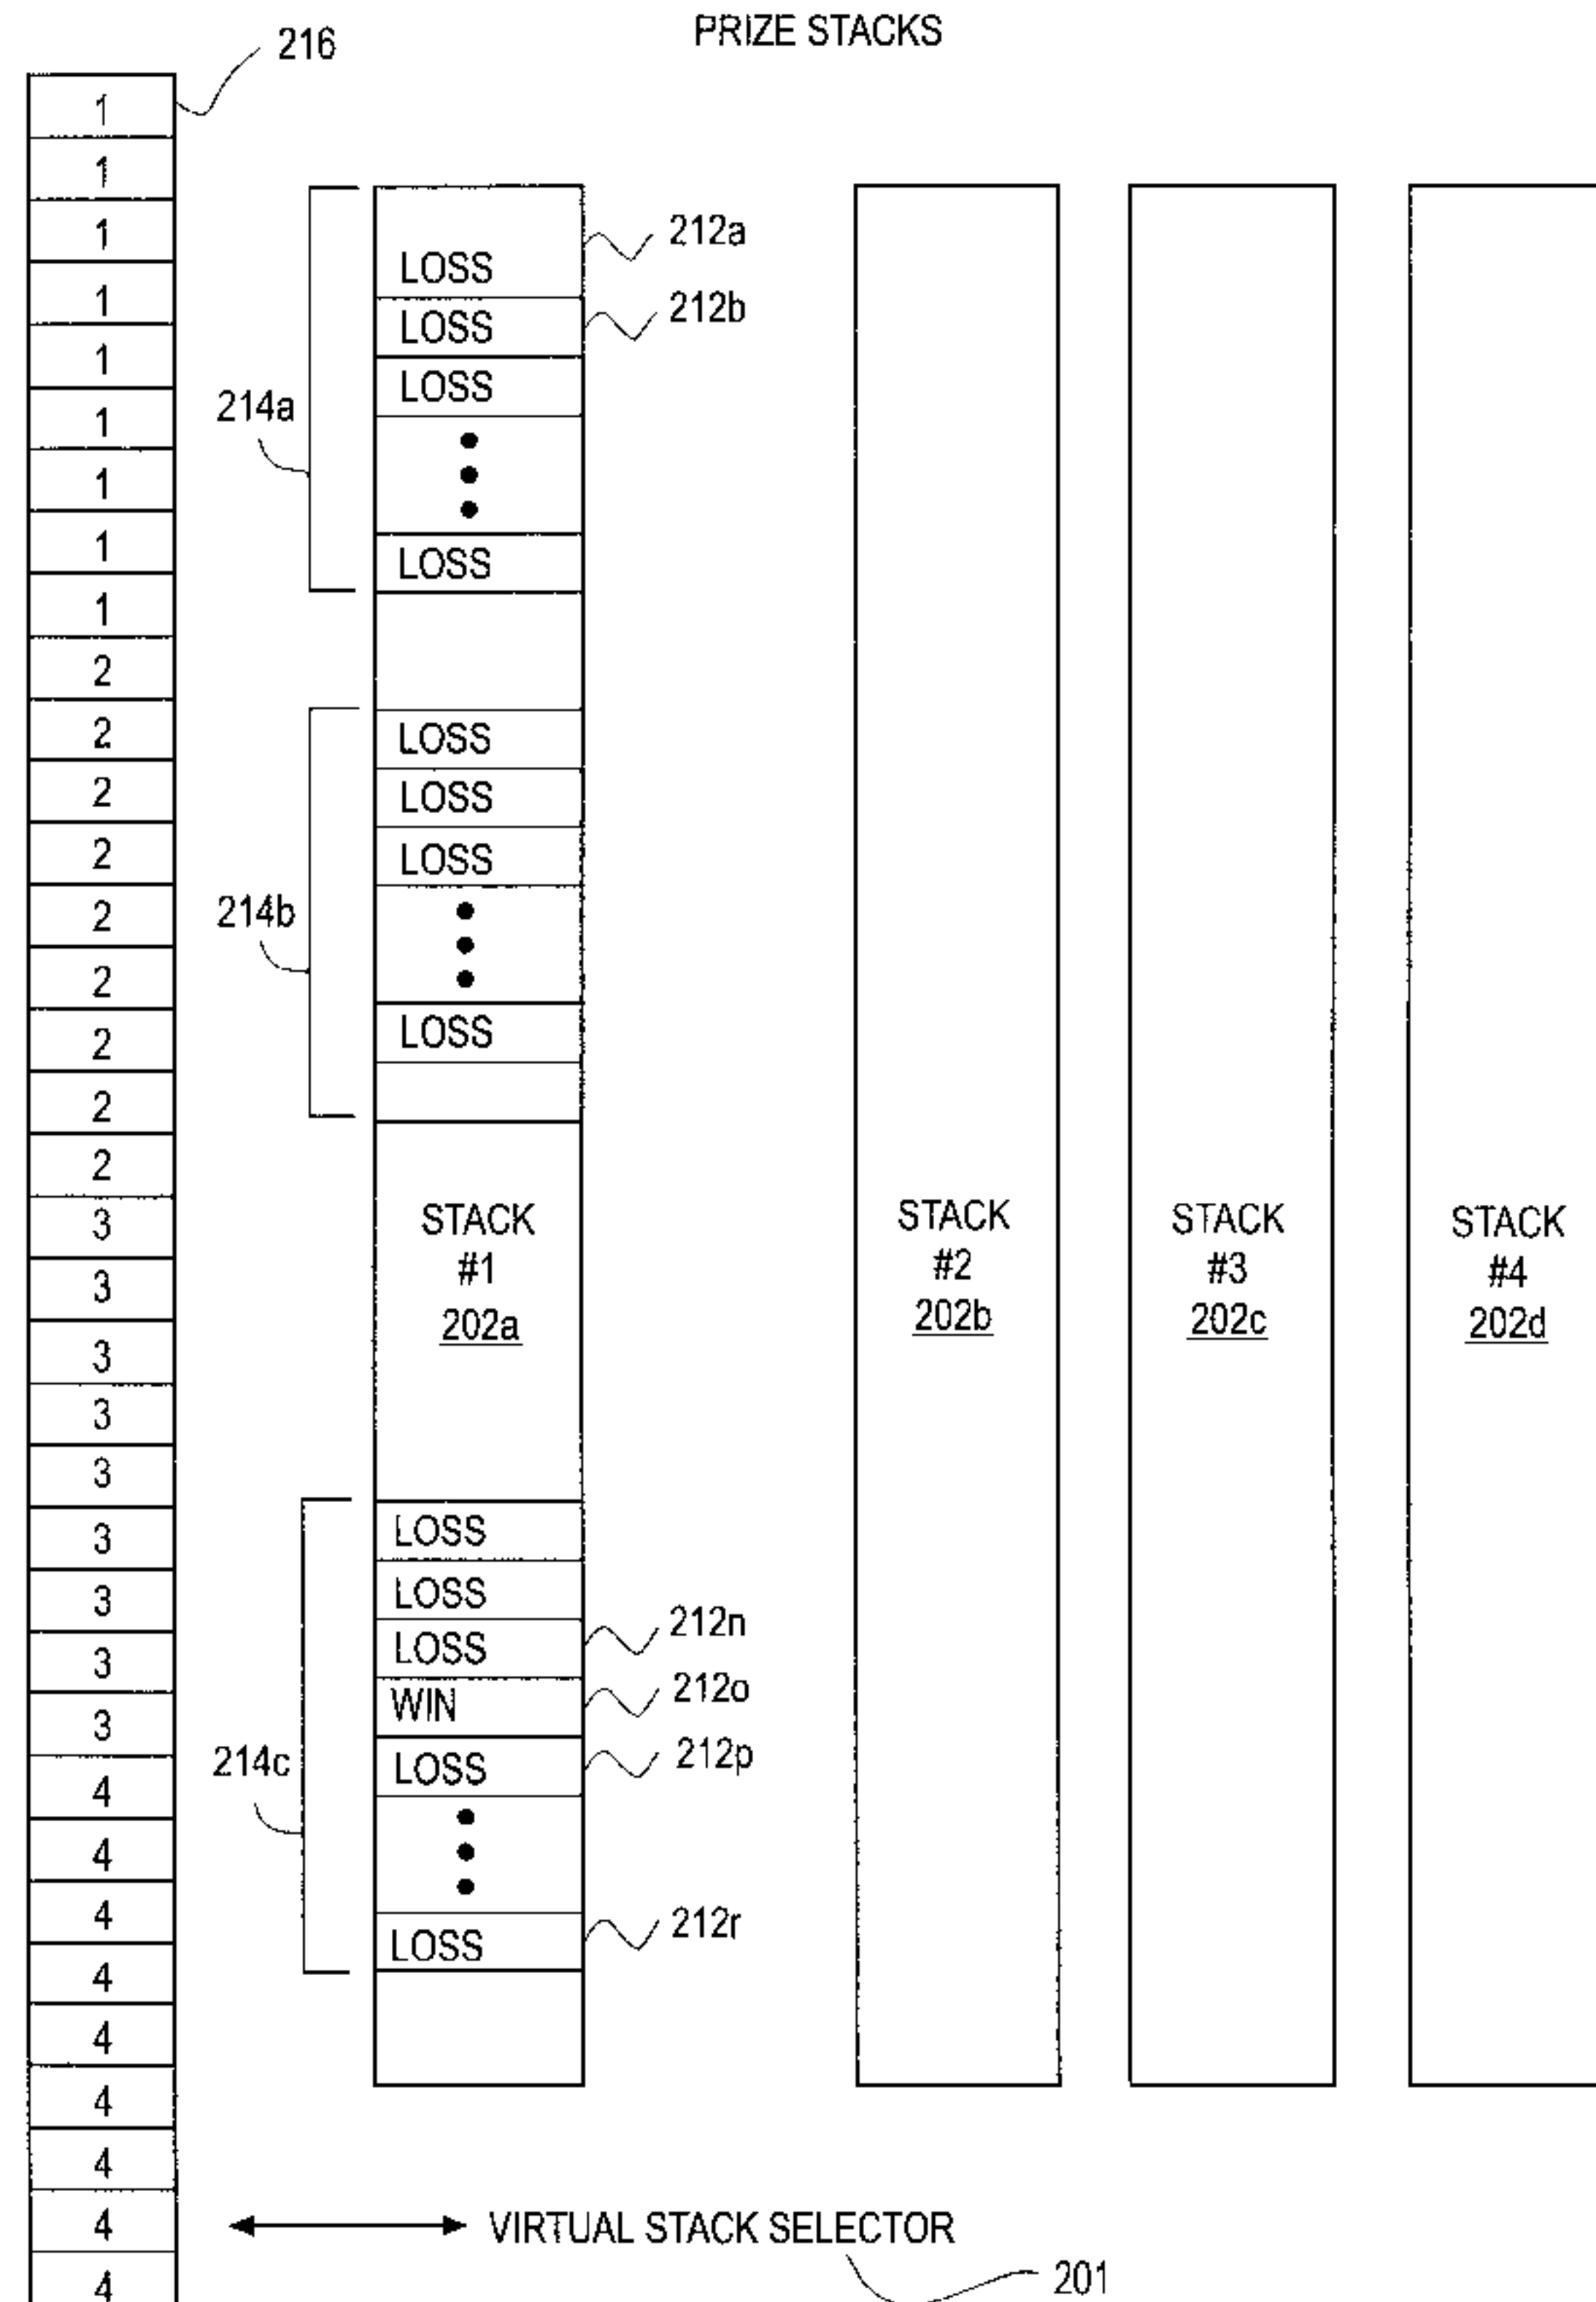 PRIZE STACKS
216
1
1
1
1
1
1
1
1
1
2
2
2
2
2
2
2
2
2
3
3
3
3
3
3
3
3
3
4
4
4
4
4
4
4
4
4
214a
214b
214c
LOSS
LOSS
LOSS
LOSS
LOSS
LOSS
LOSS
LOSS
STACK
#1
202a
LOSS
LOSS
LOSS
WIN
LOSS
LOSS
212a
212b
212n
212o
212p
212r
STACK
#2
202b
STACK
#3
202c
STACK
#4
202d
VIRTUAL STACK SELECTOR
201